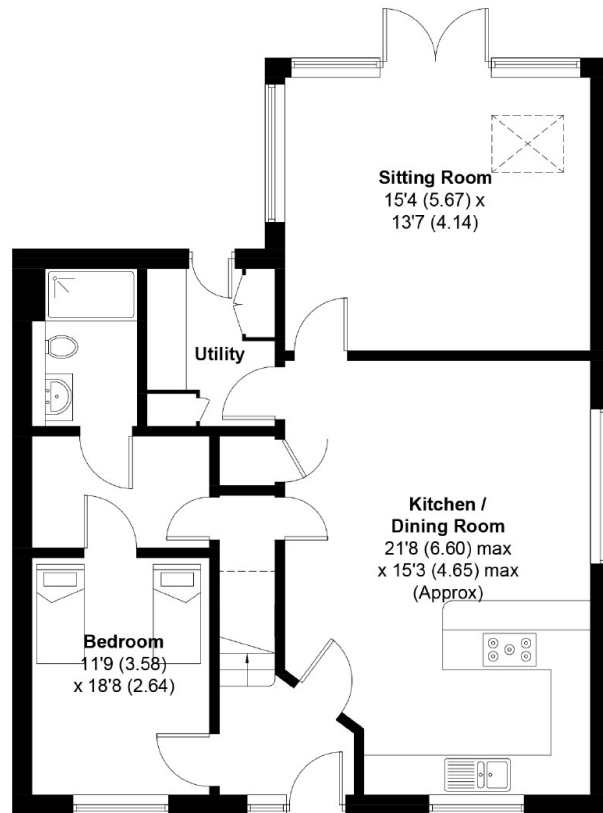 Sitting Room
15'4 (5.67) x
13'7 (4.14)
Utility
Kitchen /
Dining Room
21'8 (6.60) max
x 15'3 (4.65) max
(Approx)
Bedroom
11'9 (3.58)
x 18'8 (2.64)